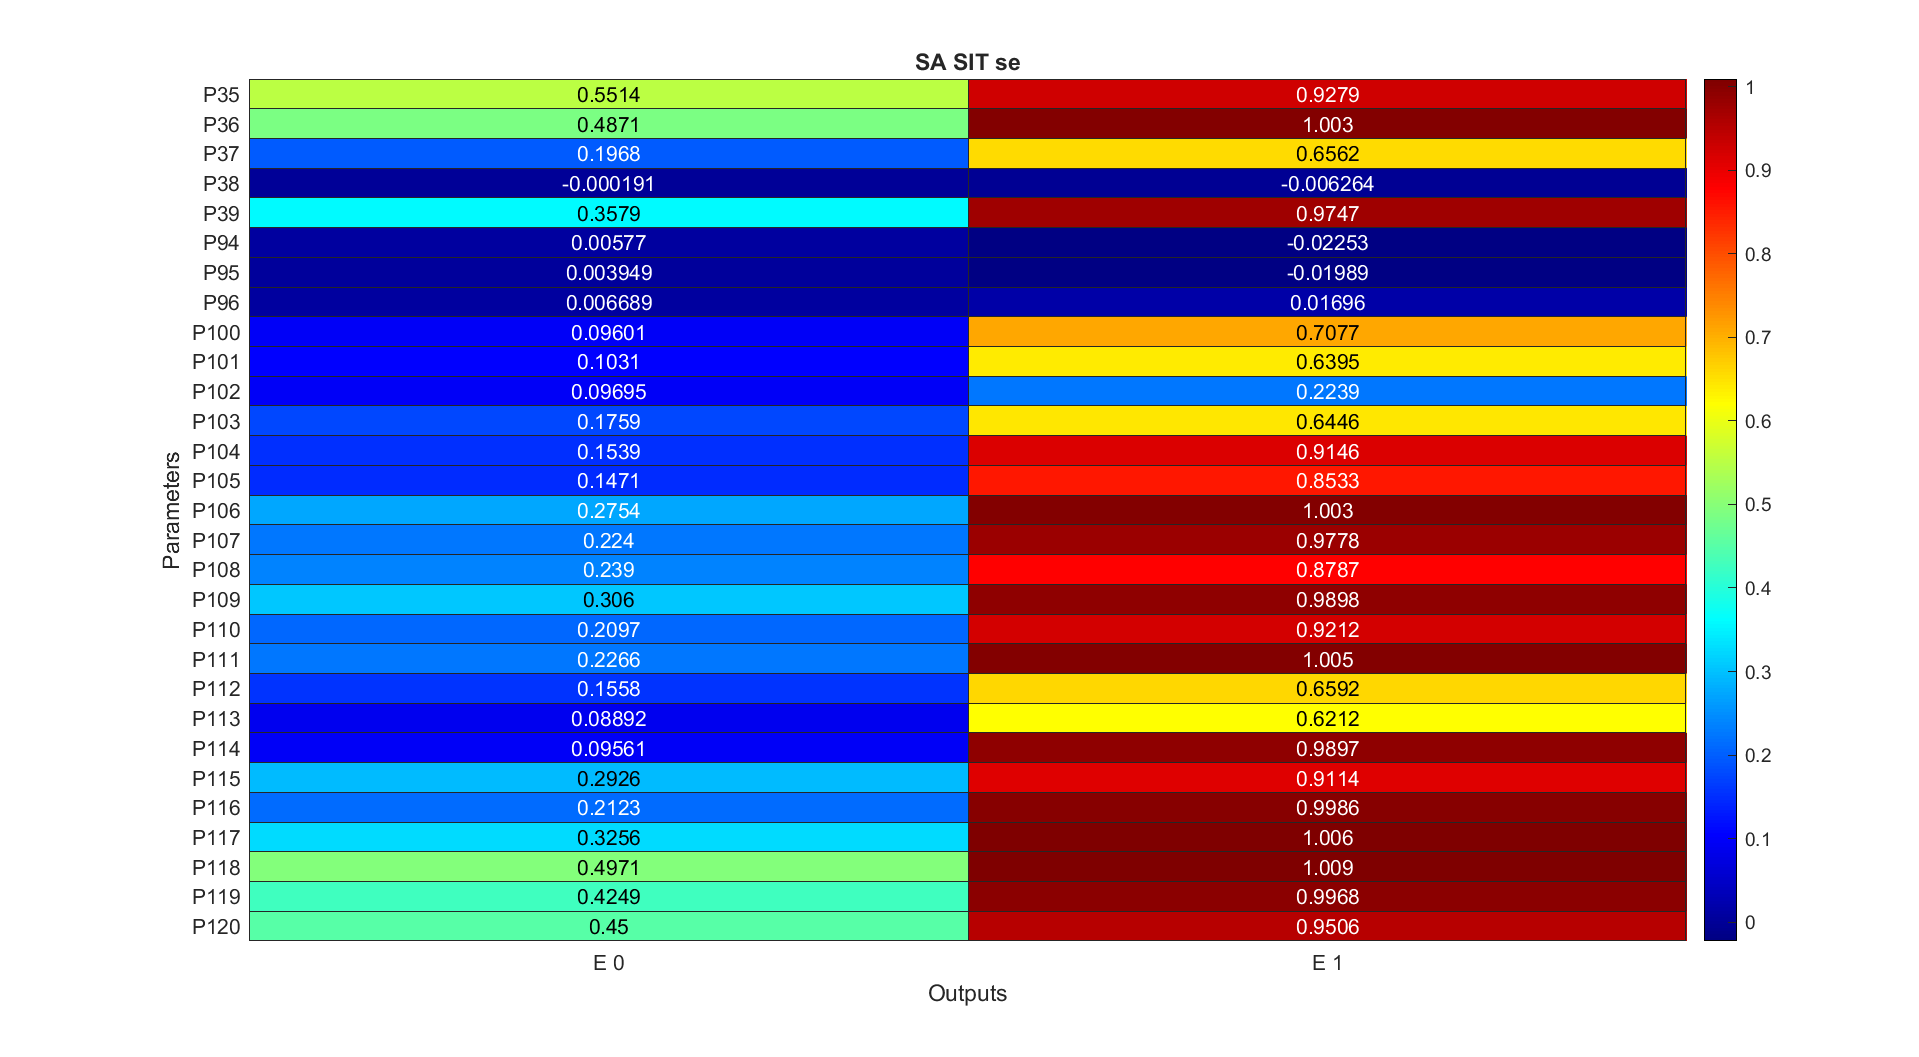 SA SIT se
P35 0.5514 0.9279 1
P36 0.4871 1.003
P37 0.1968 0.6562
P38 -0.000191 -0.006264 0.9
P39 0.3579 0.9747
P94 0.00577 -0.02253 0.8
P95 0.003949 -0.01989
P96 0.006689 0.01696
P100 0.09601 0.7077 0.7
P101 0.1031 0.6395
P102 0.09695 0.2239
P103 0.1759 0.6446 0.6
P104 0.1539 0.9146
P105 0.1471 0.8533
P106 0.2754 1.003 0.5
Parameters
P107 0.224 0.9778
P108 0.239 0.8787 0.4
P109 0.306 0.9898
P110 0.2097 0.9212
P111 0.2266 1.005 0.3
P112 0.1558 0.6592
P113 0.08892 0.6212
P114 0.09561 0.9897 0.2
P115 0.2926 0.9114
P116 0.2123 0.9986
P117 0.3256 1.006 0.1
P118 0.4971 1.009
P119 0.4249 0.9968
P120 0.45 0.9506 0
E 0 E 1
Outputs